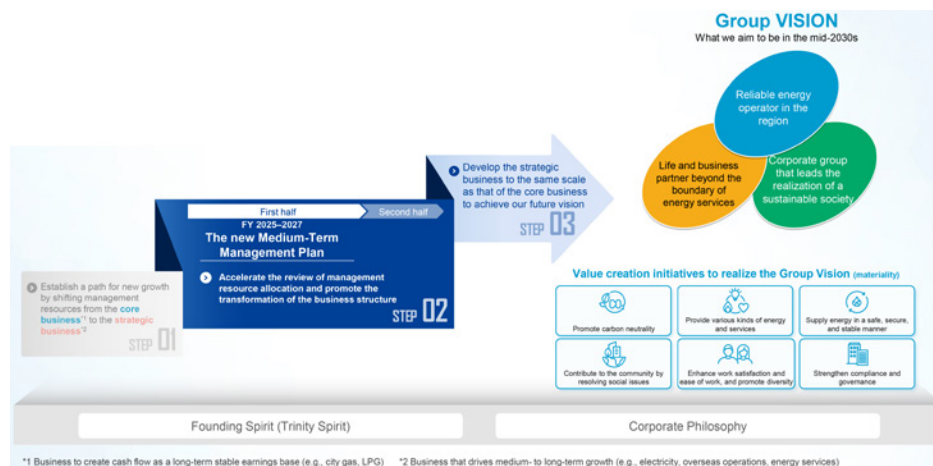 Group VISION
What we aim to be in the mid-2030s
Reliable energy
operator in the
region
Life and business
partner beyond the
boundary of
energy services
Corporate group
that leads the
realization of a
sustainable society
Develop the strategic
business to the same scale
as that of the core business
to achieve our future vision
STEP 03
First half
Second half
FY 2025–2027
The new Medium-Term
Management Plan
Accelerate the review of management
resource allocation and promote the
transformation of the business structure
STEP 02
Establish a path for new growth
by shifting management
resources from the core
business*1 to the strategic
business*2
STEP 01
Value creation initiatives to realize the Group Vision (materiality)
CO2
Promote carbon neutrality
Provide various kinds of energy
and services
Supply energy in a safe, secure,
and stable manner
Contribute to the community by
resolving social issues
Enhance work satisfaction and
ease of work, and promote diversity
Strengthen compliance and
governance
Founding Spirit (Trinity Spirit)
Corporate Philosophy
*1 Business to create cash flow as a long-term stable earnings base (e.g., city gas, LPG)
*2 Business that drives medium- to long-term growth (e.g., electricity, overseas operations, energy services)